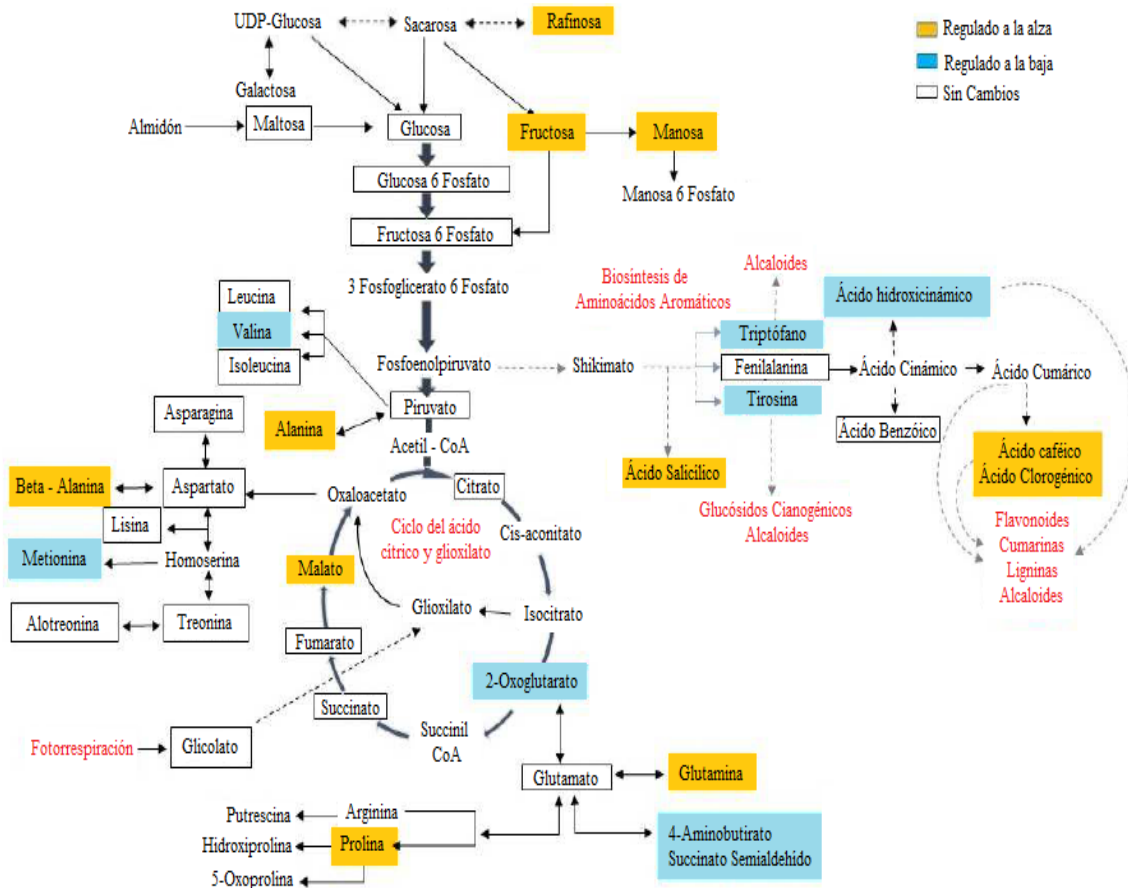 UDP-Glucosa
Sacarosa
Rafinosa
Regulado a la alza
Regulado a la baja
Sin Cambios
Galactosa
Almidón
Maltosa
Glucosa
Fructosa
Manosa
Glucosa 6 Fosfato
Manosa 6 Fosfato
Fructosa 6 Fosfato
3 Fosfoglicerato 6 Fosfato
Leucina
Valina
Isoleucina
Fosfoenolpiruvato
Shikimato
Biosíntesis de
Aminoácidos Aromáticos
Alcaloides
Triptófano
Fenilalanina
Tirosina
Ácido hidroxicinámico
Ácido Cinámico
Ácido Cumárico
Ácido Benzóico
Ácido Salicílico
Ácido caféico
Ácido Clorogénico
Glucósidos Cianogénicos
Alcaloides
Flavonoides
Cumarinas
Ligninas
Alcaloides
Piruvato
Alanina
Acetil - CoA
Asparagina
Beta - Alanina
Aspartato
Lisina
Metionina
Homoserina
Alotreonina
Treonina
Oxaloacetato
Citrato
Ciclo del ácido
cítrico y glioxilato
Cis-aconitato
Malato
Glioxilato
Isocitrato
Fumarato
2-Oxoglutarato
Succinato
Succinil
CoA
Fotorrespiración
Glicolato
Glutamato
Glutamina
Putrescina
Arginina
Hidroxiprolina
Prolina
5-Oxoprolina
4-Aminobutirato
Succinato Semialdehido